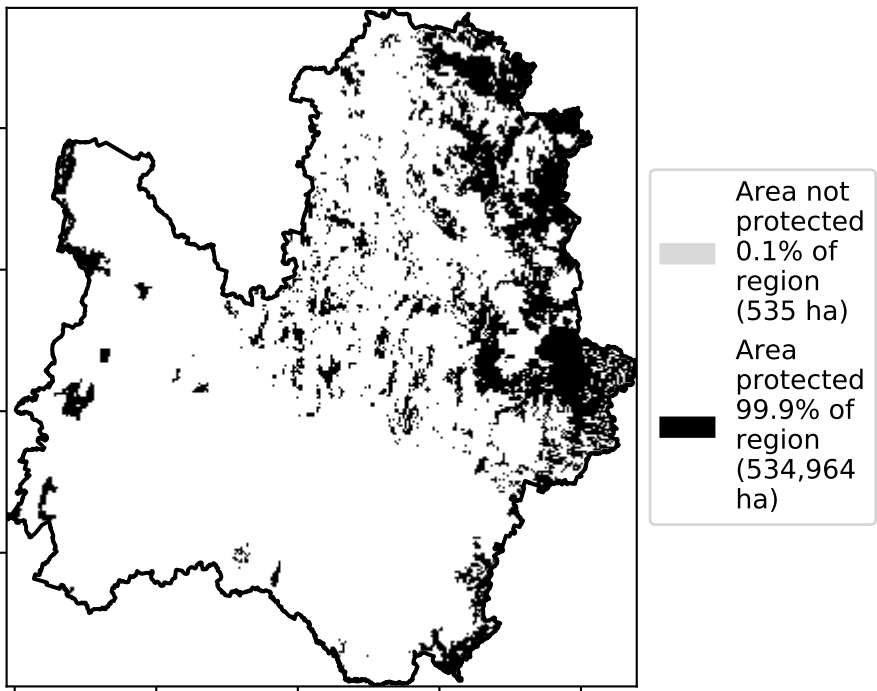 Area not
protected
0.1% of
region
(535 ha)
Area
protected
99.9% of
region
(534,964
ha)